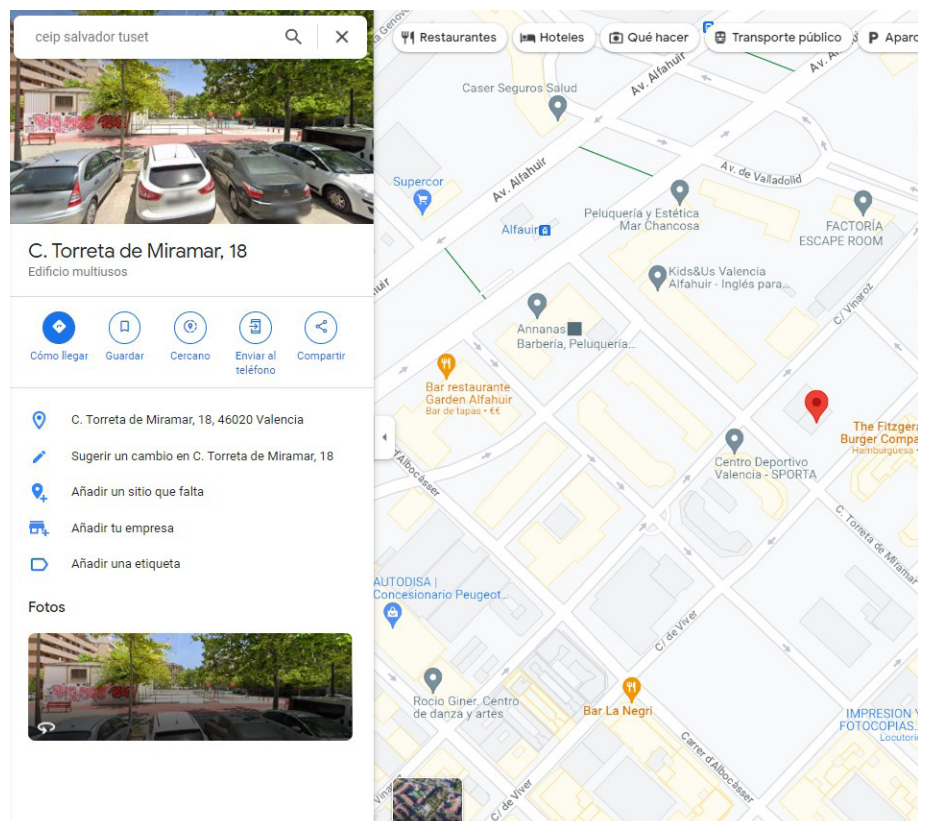 ceip salvador tuset
C. Torreta de Miramar, 18
Edificio multiusos
Cómo llegar
Guardar
Cercano
Enviar al
teléfono
Compartir
C. Torreta de Miramar, 18, 46020 Valencia
Sugerir un cambio en C. Torreta de Miramar, 18
Añadir un sitio que falta
Añadir tu empresa
Añadir una etiqueta
Fotos
Restaurantes
Hoteles
Qué hacer
Transporte público
P Aparc
Caser Seguros Salud
Av. Alfahuir
Av. Alfahuir
Av. de Valladolid
Supercor
Alfauir
Peluquería y Estética
Mar Chancosa
FACTORÍA
ESCAPE ROOM
Kids&Us Valencia
Alfahuir - Inglés para...
C/ Vinaroz
Annanas
Barbería, Peluquería...
Bar restaurante
Garden Alfahuir
Bar de tapas • €€
The Fitzgera
Burger Compa
Hamburguesa •
Centro Deportivo
Valencia - SPORTA
C. Torreta de Miramar
AUTODISA |
Concesionario Peugeot...
C/ de Viver
Rocio Giner, Centro
de danza y artes
Bar La Negri
Carrer d'Albocàsser
IMPRESION Y
FOTOCOPIAS.
Locutorio
C/ de Viver